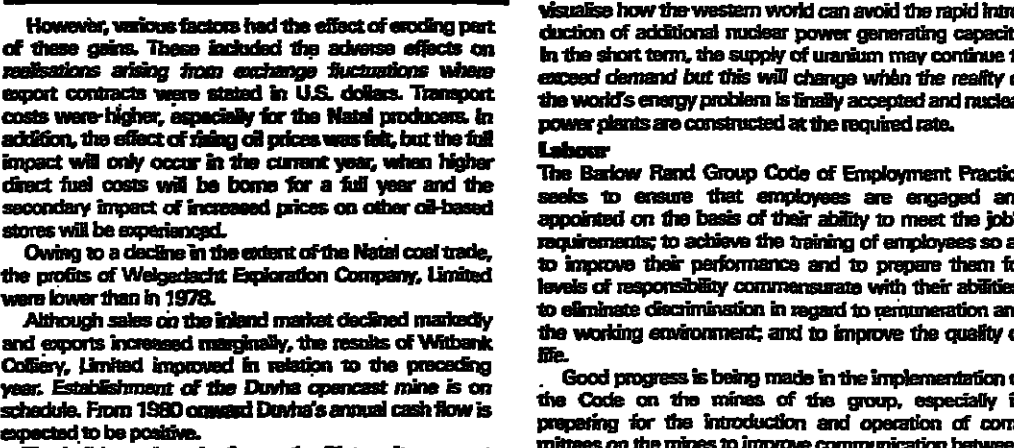 However, various factors had the effect of eroding part
of these gains. These included the adverse effects on
realisations arising from exchange fluctuations where
export contracts were stated in U.S. dollars. Transport
costs were higher, especially for the Natal producers. In
addition, the effect of rising oil prices was felt, but the full
impact will only occur in the current year, when higher
direct fuel costs will be borne for a full year and the
secondary impact of increased prices on other oil-based
stores will be experienced.
Owing to a decline in the extent of the Natal coal trade,
the profits of Welgedacht Exploration Company, Limited
were lower than in 1978.
Although sales on the inland market declined markedly
and exports increased marginally, the results of Witbank
Colliery, Limited improved in relation to the preceding
year. Establishment of the Duvha opencast mine is on
schedule. From 1980 onward Duvha's annual cash flow is
expected to be positive.
visualise how the western world can avoid the rapid intro
duction of additional nuclear power generating capacit
In the short term, the supply of uranium may continue t
exceed demand but this will change when the reality o
the world's energy problem is finally accepted and nuclea
power plants are constructed at the required rate.
Labour
The Barlow Rand Group Code of Employment Practic
seeks to ensure that employees are engaged an
appointed on the basis of their ability to meet the job'
requirements; to achieve the training of employees so a
to improve their performance and to prepare them fo
levels of responsibility commensurate with their abilitie
to eliminate discrimination in regard to remuneration an
the working environment; and to improve the quality o
life.
Good progress is being made in the implementation o
the Code on the mines of the group, especially i
preparing for the introduction and operation of com
mittees on the mines to improve communication between